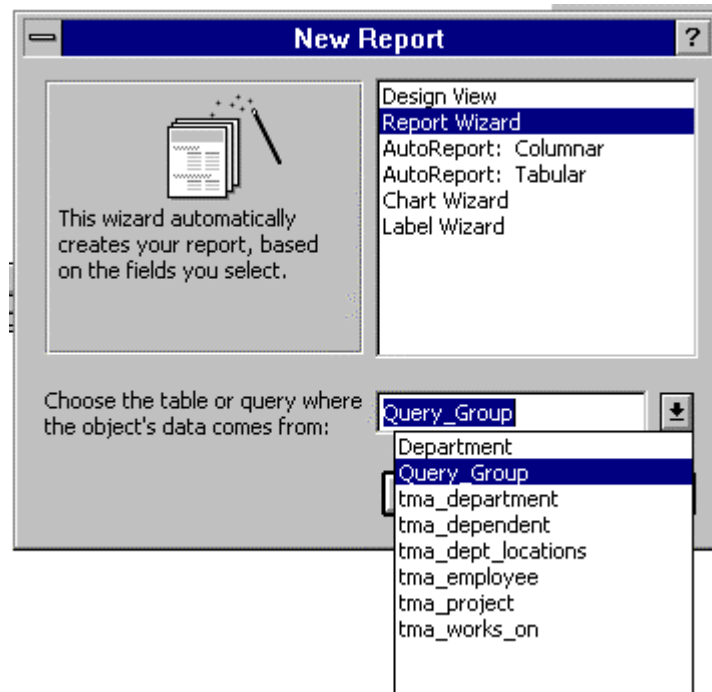 New Report
?
Design View
Report Wizard
AutoReport: Columnar
AutoReport: Tabular
Chart Wizard
Label Wizard
This wizard automatically
creates your report, based
on the fields you select.
Choose the table or query where
the object's data comes from:
Query_Group
Department
Query_Group
tma_department
tma_dependent
tma_dept_locations
tma_employee
tma_project
tma_works_on